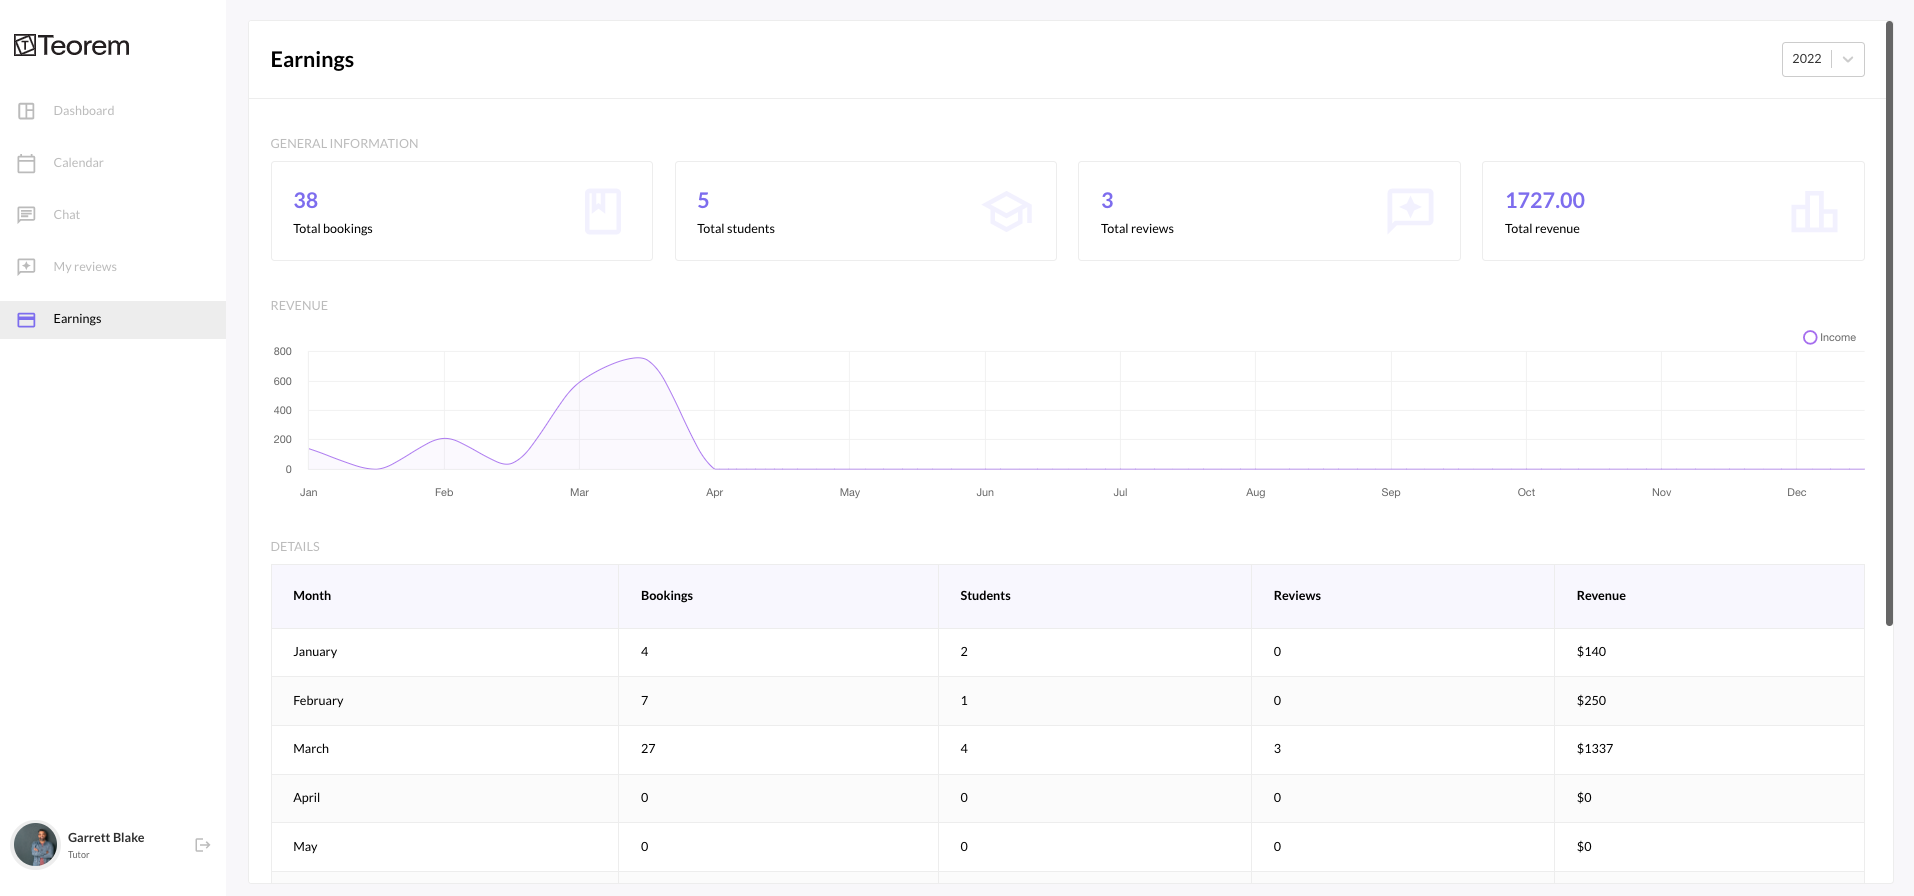 Teorem
Dashboard
Calendar
Chat
My reviews
Earnings
Garrett Blake
Tutor
Earnings
2022
GENERAL INFORMATION
38
Total bookings
5
Total students
3
Total reviews
1727.00
Total revenue
REVENUE
Income
800
600
400
200
0
Jan Feb Mar Apr May Jun Jul Aug Sep Oct Nov Dec
DETAILS
Month Bookings Students Reviews Revenue
January 4 2 0 $140
February 7 1 0 $250
March 27 4 3 $1337
April 0 0 0 $0
May 0 0 0 $0